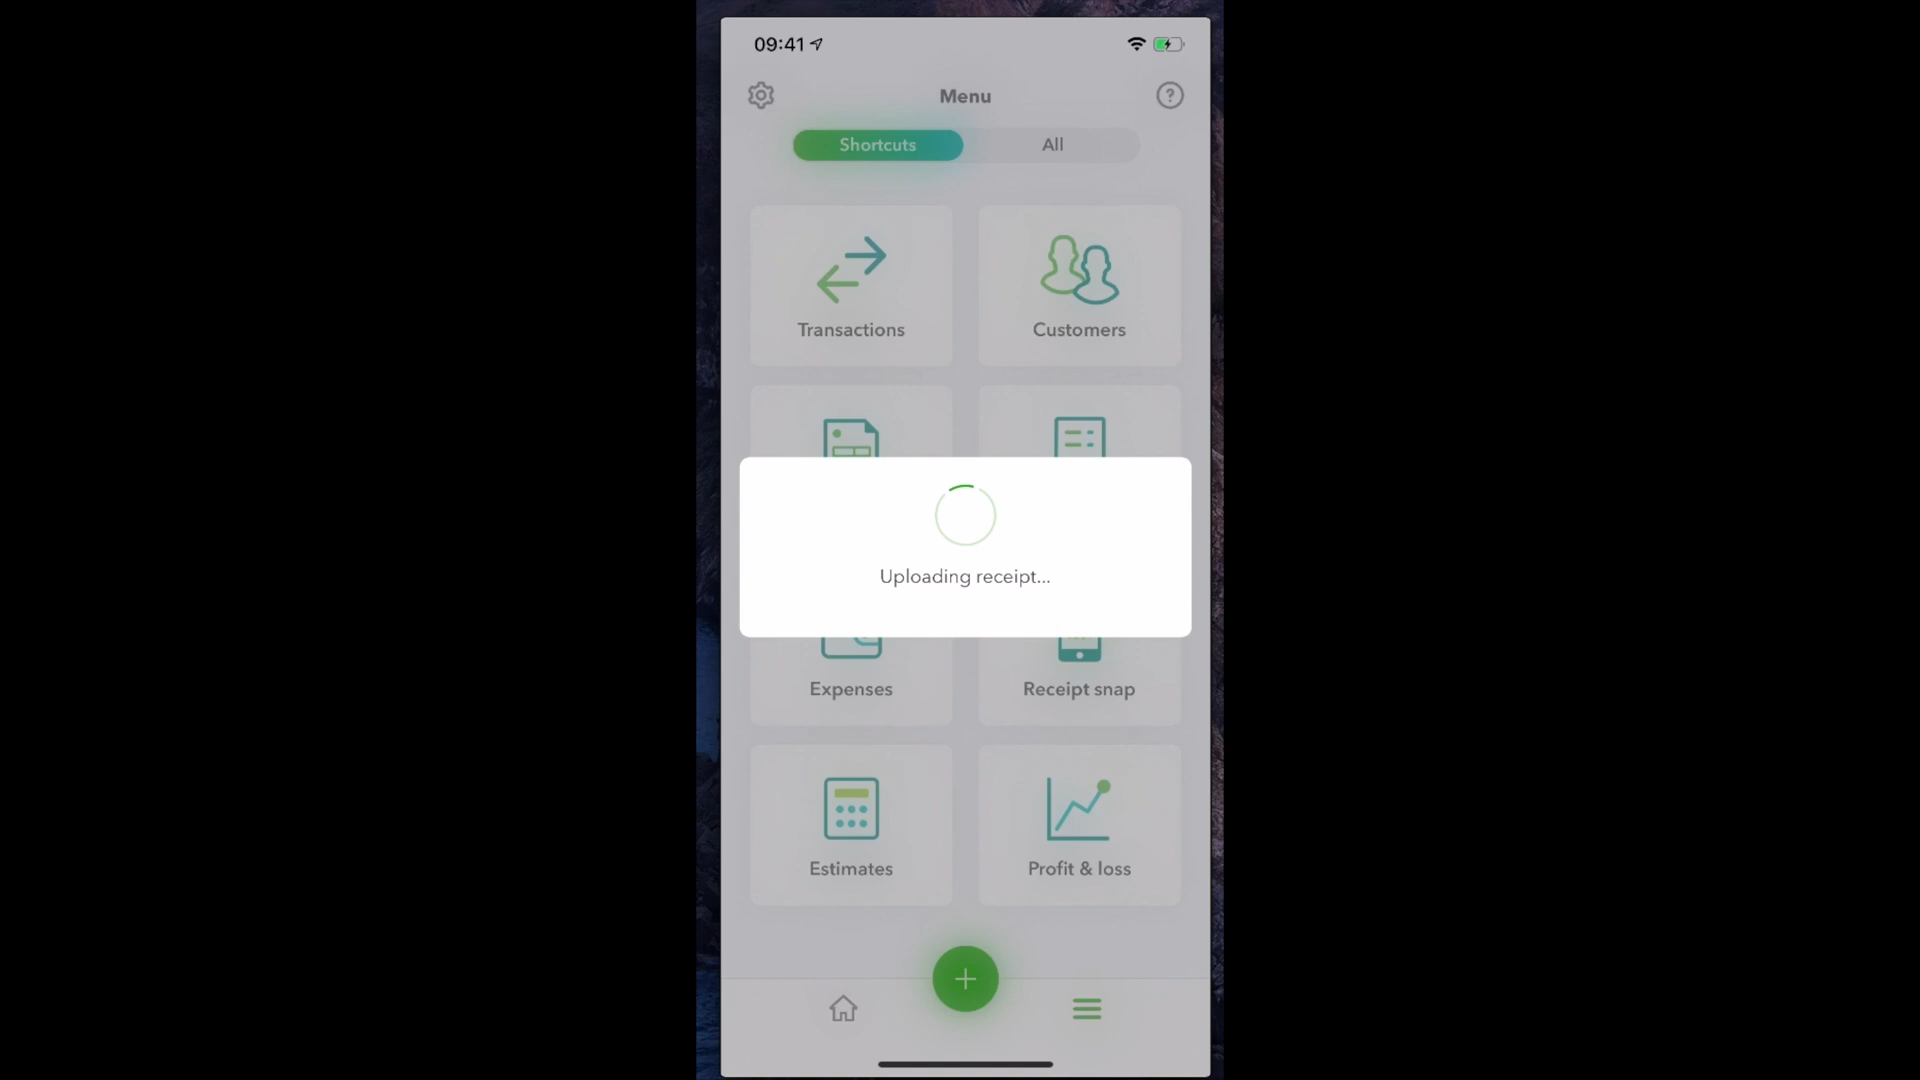 09:41
Menu
Shortcuts
All
Transactions
Customers
Uploading receipt...
Expenses
Receipt snap
Estimates
Profit & loss